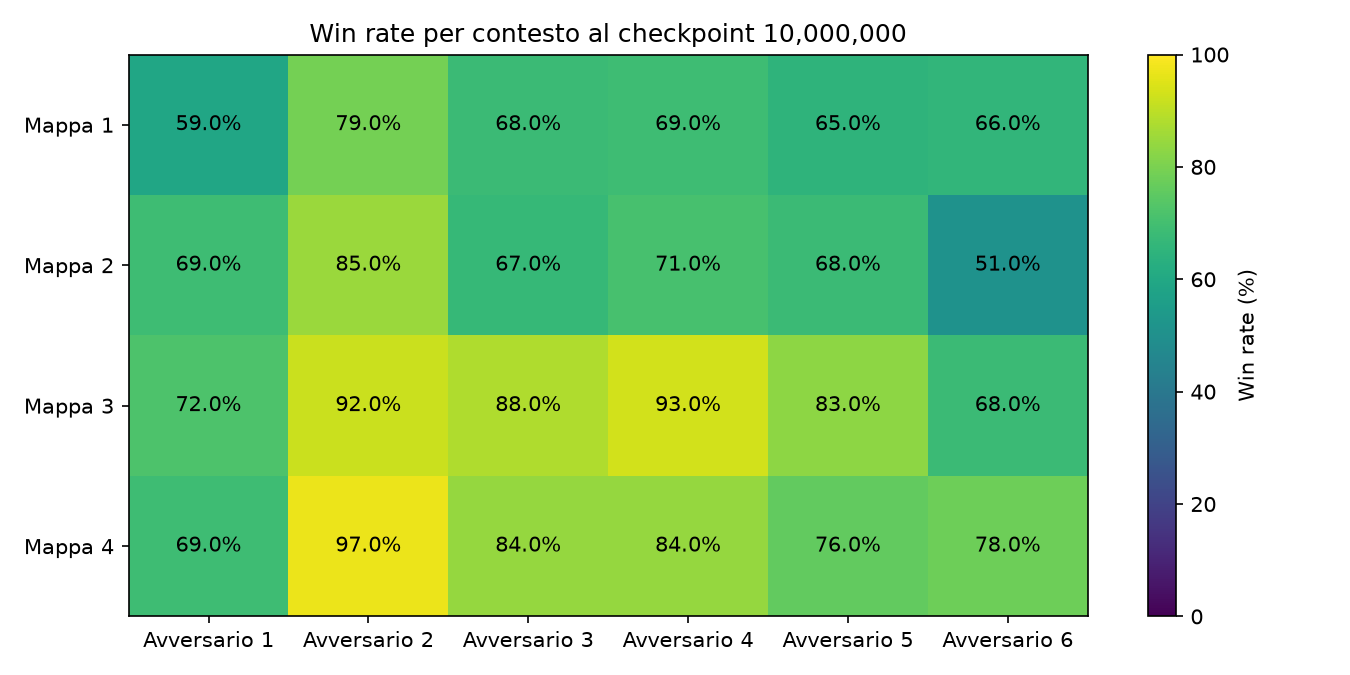 Win rate per contesto al checkpoint 10,000,000
Mappa 1 59.0% 79.0% 68.0% 69.0% 65.0% 66.0%
Mappa 2 69.0% 85.0% 67.0% 71.0% 68.0% 51.0%
Mappa 3 72.0% 92.0% 88.0% 93.0% 83.0% 68.0%
Mappa 4 69.0% 97.0% 84.0% 84.0% 76.0% 78.0%
Avversario 1 Avversario 2 Avversario 3 Avversario 4 Avversario 5 Avversario 6
100
80
60
40
20
0
Win rate (%)